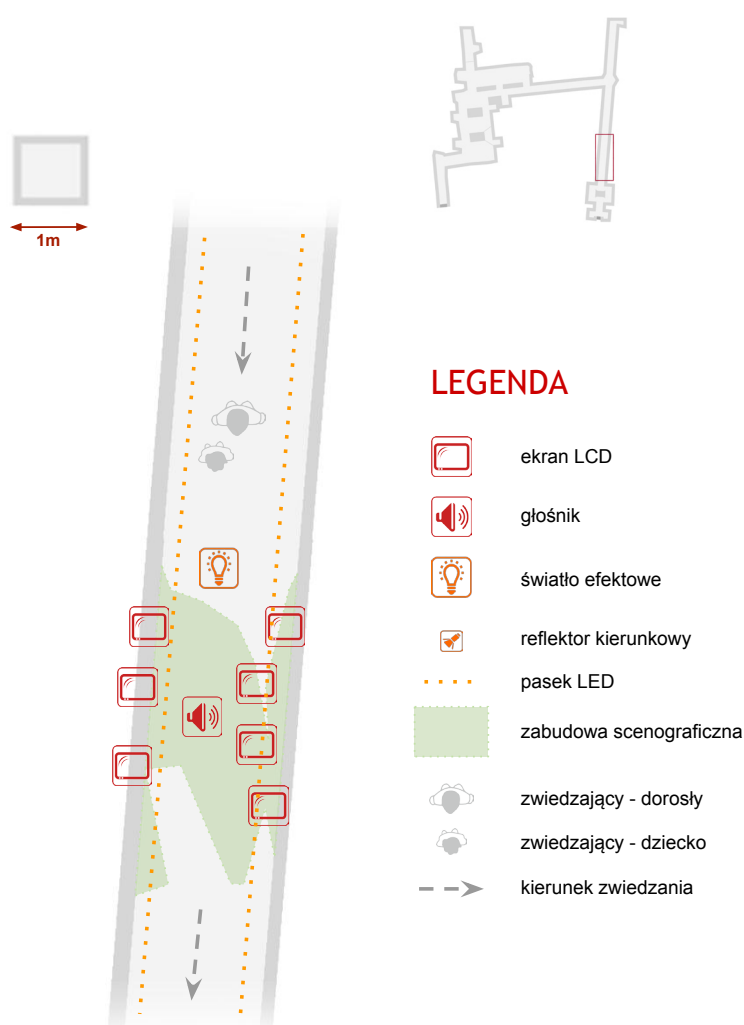 1m
LEGENDA
ekran LCD
głośnik
światło efektowe
reflektor kierunkowy
pasek LED
zabudowa scenograficzna
zwiedzający - dorosły
zwiedzający - dziecko
kierunek zwiedzania